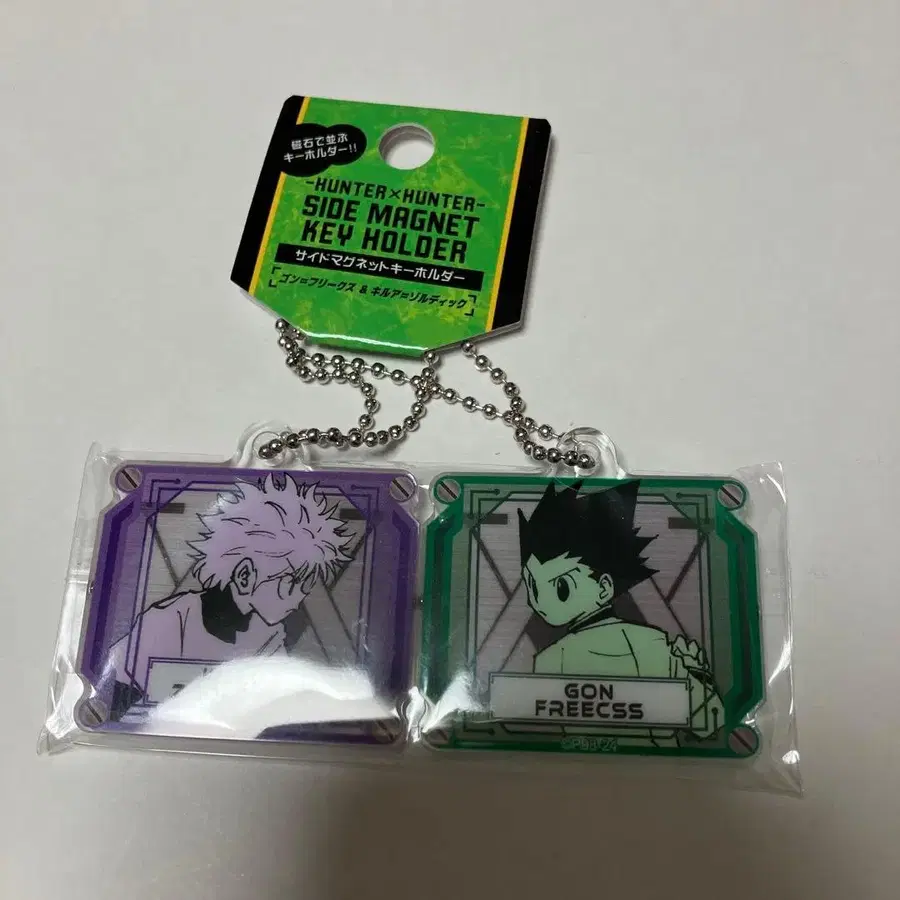 磁石で並ぶ
キーホルダー!!
-HUNTER×HUNTER-
SIDE MAGNET
KEY HOLDER
サイドマグネットキーホルダー
ゴン=フリークス & キルア=ゾルディック
GON
FREECSS